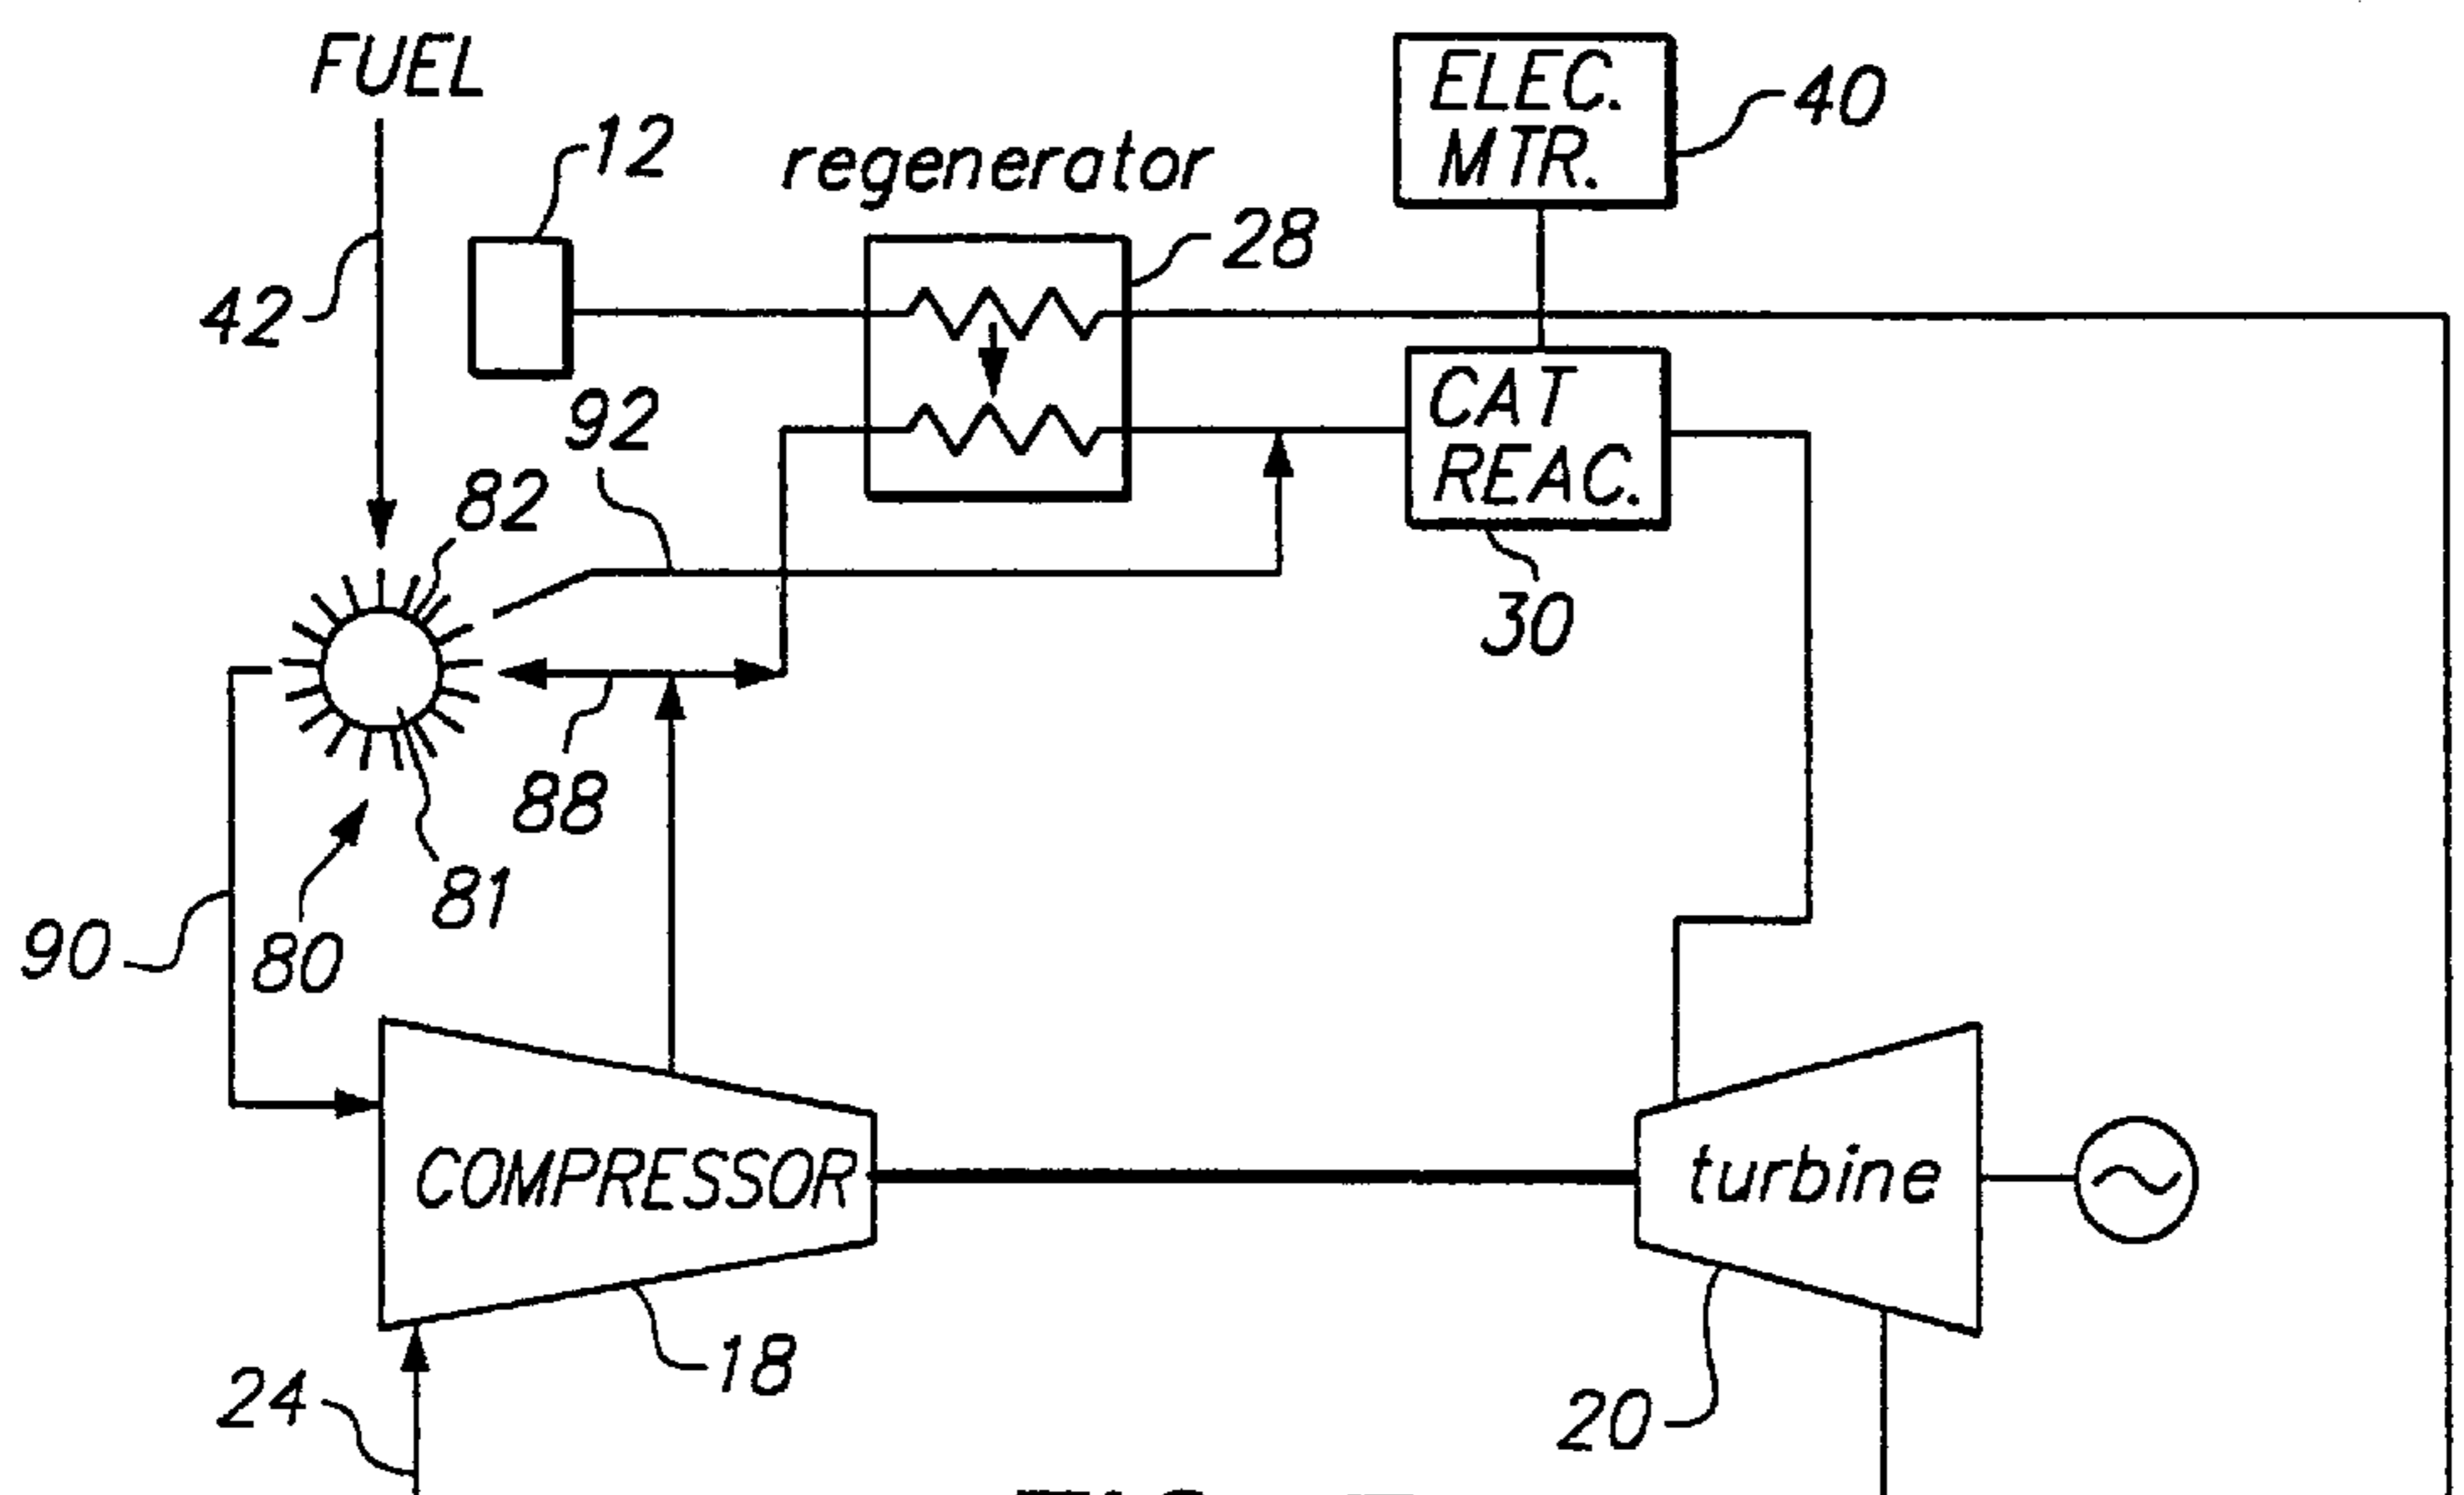 FUEL
12
regenerator
ELEC.
MTR.
40
28
42
92
CAT
REAC.
82
30
88
81
90
80
COMPRESSOR
turbine
18
24
20